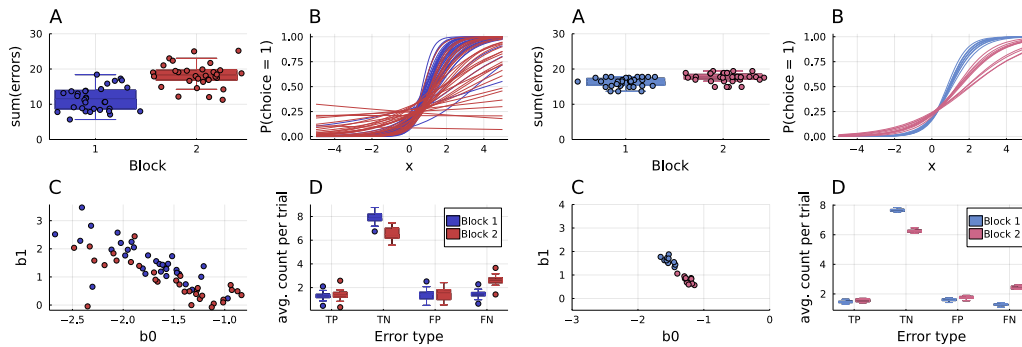 A
sum(errors)
30
20
10
0
1
2
Block
B
P(choice = 1)
1,00
0,75
0,50
0,25
0,00
−4
−2
0
2
4
x
A
sum(errors)
30
20
10
0
1
2
Block
B
P(choice = 1)
1,00
0,75
0,50
0,25
0,00
−4
−2
0
2
4
x
C
b1
3
2
1
0
−2,5
−2,0
−1,5
−1,0
b0
D
avg. count per trial
8
6
4
2
Block 1
Block 2
TP
TN
FP
FN
Error type
C
b1
4
3
2
1
0
−3
−2
−1
0
b0
D
avg. count per trial
8
6
4
2
Block 1
Block 2
TP
TN
FP
FN
Error type